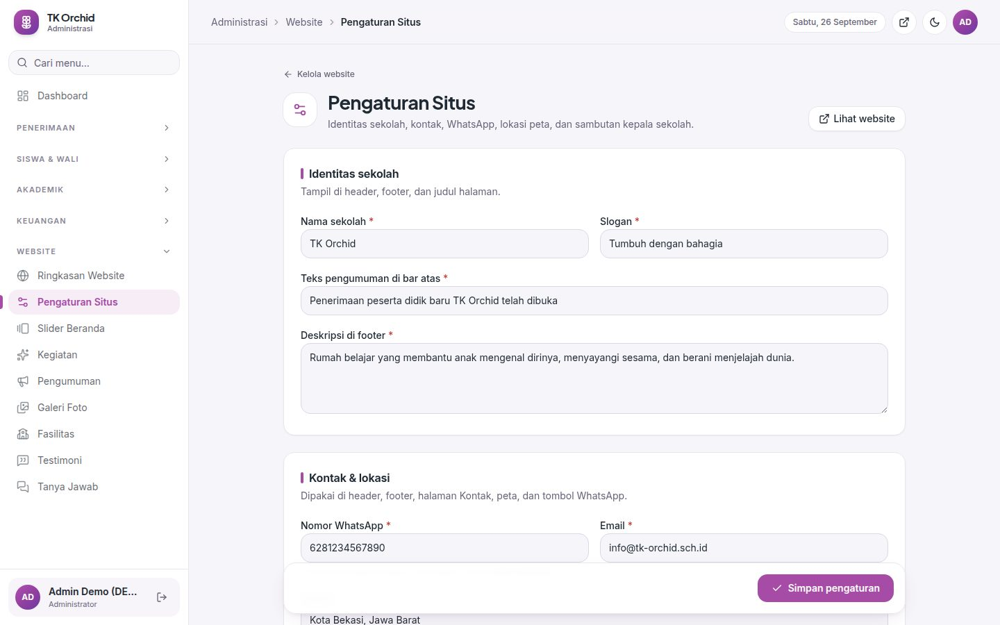 TK Orchid
Administrasi
Cari menu...
Dashboard
PENERIMAAN
SISWA & WALI
AKADEMIK
KEUANGAN
WEBSITE
Ringkasan Website
Pengaturan Situs
Slider Beranda
Kegiatan
Pengumuman
Galeri Foto
Fasilitas
Testimoni
Tanya Jawab
AD
Admin Demo (DE...
Administrator
Administrasi > Website > Pengaturan Situs
Sabtu, 26 September
AD
Kelola website
Pengaturan Situs
Identitas sekolah, kontak, WhatsApp, lokasi peta, dan sambutan kepala sekolah.
Lihat website
Identitas sekolah
Tampil di header, footer, dan judul halaman.
Nama sekolah *
TK Orchid
Slogan *
Tumbuh dengan bahagia
Teks pengumuman di bar atas *
Penerimaan peserta didik baru TK Orchid telah dibuka
Deskripsi di footer *
Rumah belajar yang membantu anak mengenal dirinya, menyayangi sesama, dan berani menjelajah dunia.
Kontak & lokasi
Dipakai di header, footer, halaman Kontak, peta, dan tombol WhatsApp.
Nomor WhatsApp *
6281234567890
Email *
info@tk-orchid.sch.id
Simpan pengaturan
Kota Bekasi, Jawa Barat